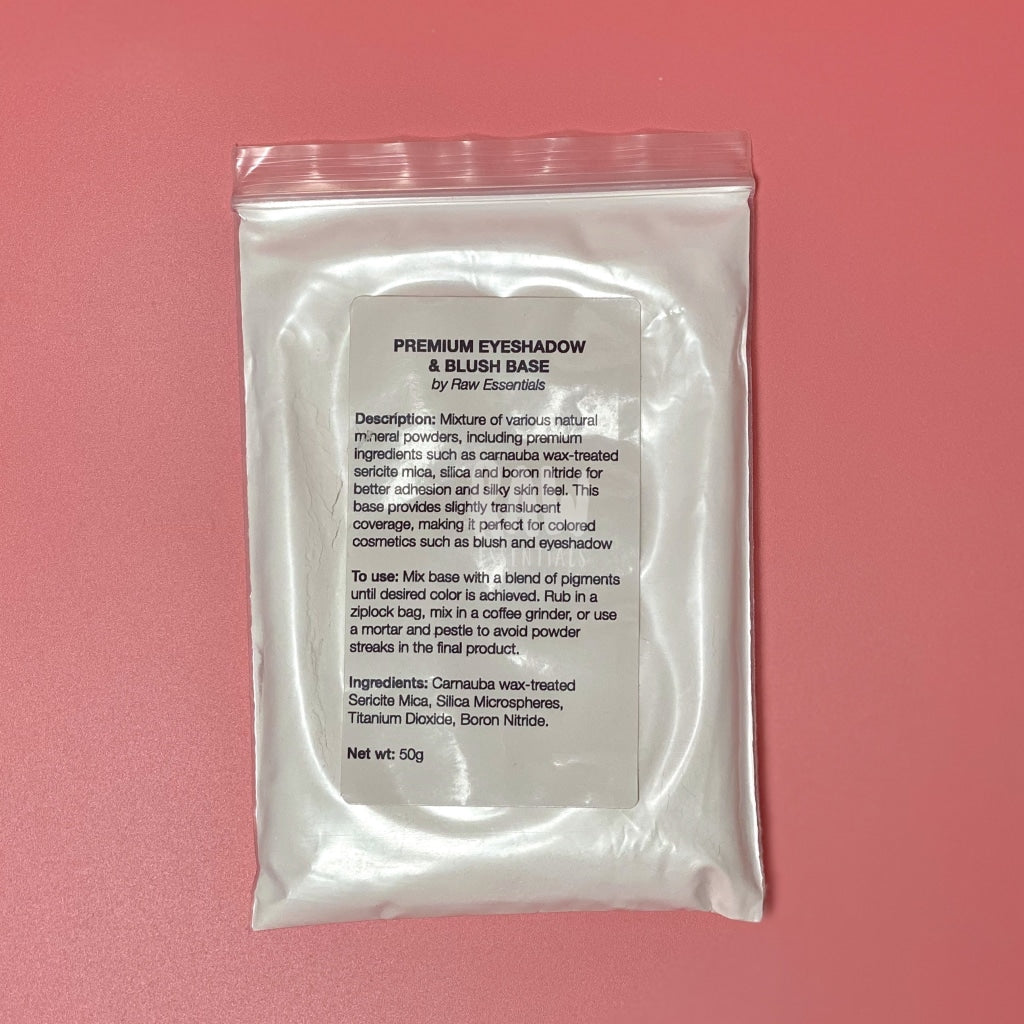 PREMIUM EYESHADOW
& BLUSH BASE
by Raw Essentials
Description: Mixture of various natural
mineral powders, including premium
ingredients such as carnauba wax-treated
sericite mica, silica and boron nitride for
better adhesion and silky skin feel. This
base provides slightly translucent
coverage, making it perfect for colored
cosmetics such as blush and eyeshadow
To use: Mix base with a blend of pigments
until desired color is achieved. Rub in a
ziplock bag, mix in a coffee grinder, or use
a mortar and pestle to avoid powder
streaks in the final product.
Ingredients: Carnauba wax-treated
Sericite Mica, Silica Microspheres,
Titanium Dioxide, Boron Nitride.
Net wt: 50g